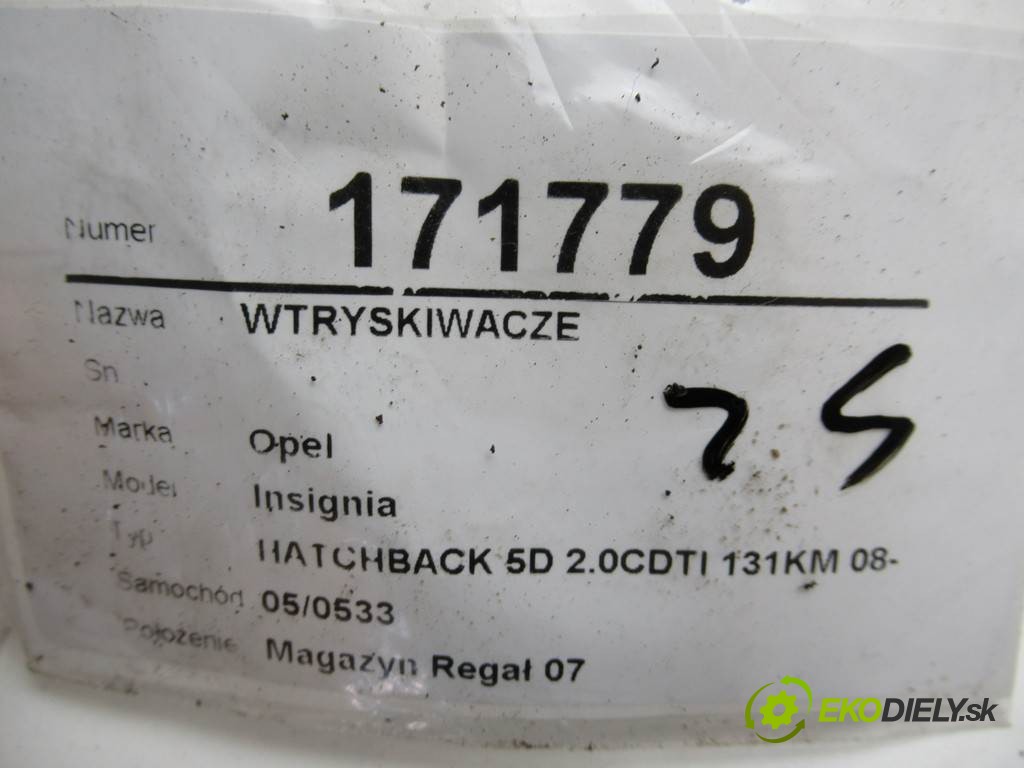 Numer 171779
Nazwa WTRYSKIWACZE
Sn
Marka Opel
Model Insignia
Typ HATCHBACK 5D 2.0CDTI 131KM 08-
Samochód 05/0533
Położenie Magazyn Regał 07
EKODIELY.sk